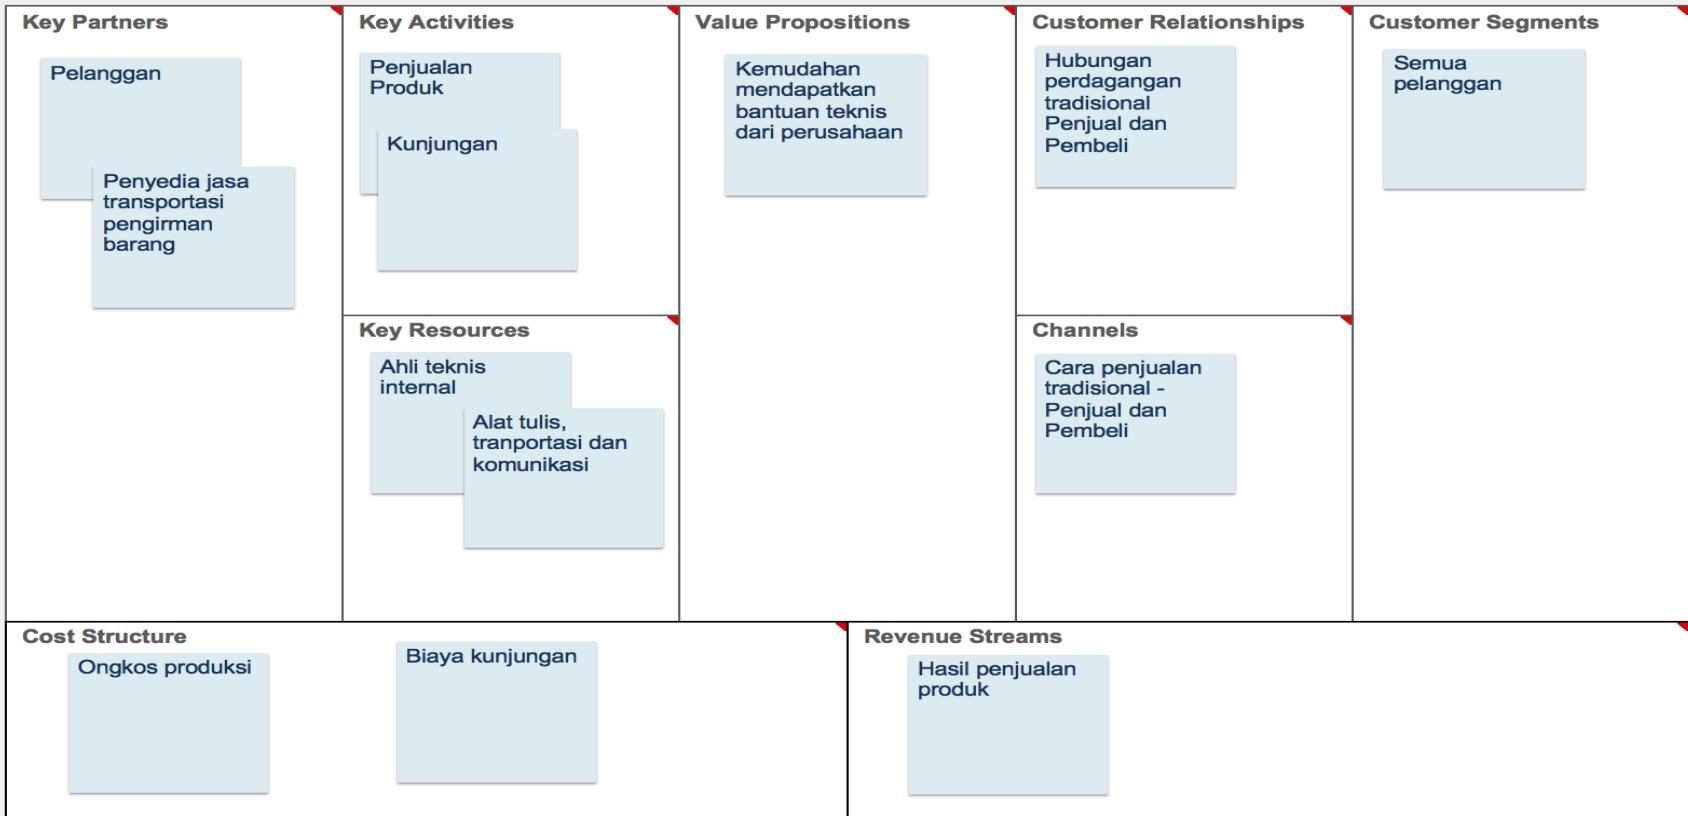 Key Partners
Pelanggan
Penyedia jasa
transportasi
pengirman
barang
Key Activities
Penjualan
Produk
Kunjungan
Key Resources
Ahli teknis
internal
Alat tulis,
tranportasi dan
komunikasi
Value Propositions
Kemudahan
mendapatkan
bantuan teknis
dari perusahaan
Customer Relationships
Hubungan
perdagangan
tradisional
Penjual dan
Pembeli
Channels
Cara penjualan
tradisional -
Penjual dan
Pembeli
Customer Segments
Semua
pelanggan
Cost Structure
Ongkos produksi
Biaya kunjungan
Revenue Streams
Hasil penjualan
produk